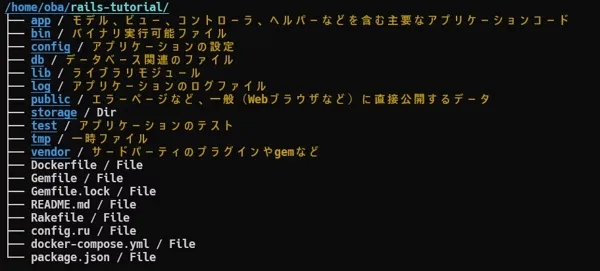 /home/oba/rails-tutorial/
├── app / モデル、ビュー、コントローラ、ヘルパーなどを含む主要なアプリケーションコード
├── bin / バイナリ実行可能ファイル
├── config / アプリケーションの設定
├── db / データベース関連のファイル
├── lib / ライブラリモジュール
├── log / アプリケーションのログファイル
├── public / エラーページなど、一般（Webブラウザなど）に直接公開するデータ
├── storage / Dir
├── test / アプリケーションのテスト
├── tmp / 一時ファイル
├── vendor / サードパーティのプラグインやgemなど
├── Dockerfile / File
├── Gemfile / File
├── Gemfile.lock / File
├── README.md / File
├── Rakefile / File
├── config.ru / File
├── docker-compose.yml / File
└── package.json / File